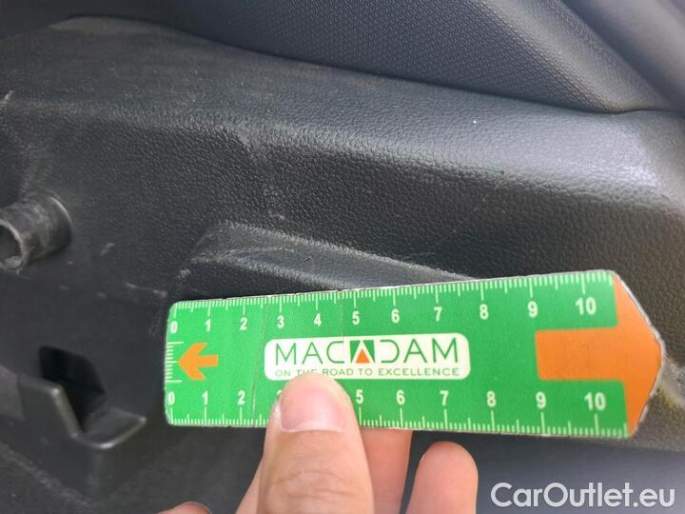 0 1 2 3 4 5 6 7 8 9 10
MACADAM
ON THE ROAD TO EXCELLENCE
0 1 2 5 6 7 8 9 10
CarOutlet.eu